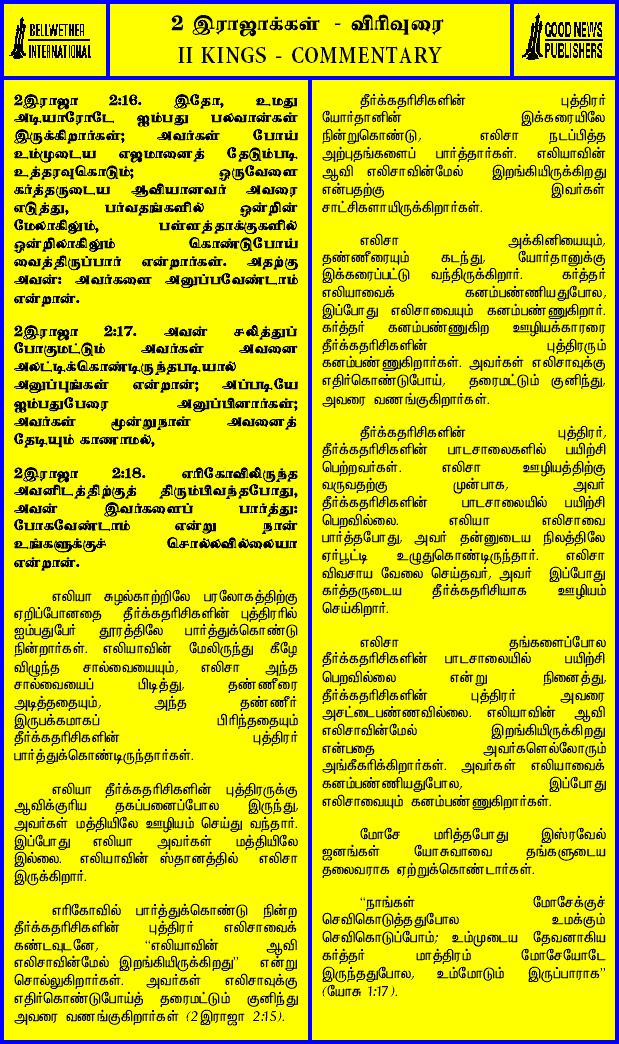 BELLWETHER
INTERNATIONAL
2 இராஜாக்கள் - விரிவுரை
II KINGS - COMMENTARY
GOOD NEWS
PUBLISHERS
2இராஜா 2:16. இதோ, உமது
அடியாரோடே ஐம்பது பலவான்கள்
இருக்கிறார்கள்; அவர்கள் போய்
உம்முடைய எஜமானைத் தேடும்படி
உத்தரவுகொடும்; ஒருவேளை
கர்த்தருடைய ஆவியானவர் அவரை
எடுத்து, பர்வதங்களில் ஒன்றின்
மேலாகிலும், பள்ளத்தாக்குகளில்
ஒன்றிலாகிலும் கொண்டுபோய்
வைத்திருப்பார் என்றார்கள். அதற்கு
அவன்: அவர்களை அனுப்பவேண்டாம்
என்றான்.
2இராஜா 2:17. அவன் சலித்துப்
போகுமட்டும் அவர்கள் அவனை
அலட்டிக்கொண்டிருந்தபடியால்
அனுப்புங்கள் என்றான்; அப்படியே
ஐம்பதுபேரை அனுப்பினார்கள்;
அவர்கள் மூன்றுநாள் அவனைத்
தேடியும் காணாமல்,
2இராஜா 2:18. எரிகோவிலிருந்த
அவனிடத்திற்குத் திரும்பிவந்தபோது,
அவன் இவர்களைப் பார்த்து:
போகவேண்டாம் என்று நான்
உங்களுக்குச் சொல்லவில்லையா
என்றான்.
எலியா சுழல்காற்றிலே பரலோகத்திற்கு
ஏறிப்போனதை தீர்க்கதரிசிகளின் புத்திரரில்
ஐம்பதுபேர் தூரத்திலே பார்த்துக்கொண்டு
நின்றார்கள். எலியாவின் மேலிருந்து கீழே
விழுந்த சால்வையையும், எலிசா அந்த
சால்வையைப் பிடித்து, தண்ணீரை
அடித்ததையும், அந்த தண்ணீர்
இருபக்கமாகப் பிரிந்ததையும்
தீர்க்கதரிசிகளின் புத்திரர்
பார்த்துக்கொண்டிருந்தார்கள்.
எலியா தீர்க்கதரிசிகளின் புத்திரருக்கு
ஆவிக்குரிய தகப்பனைப்போல இருந்து,
அவர்கள் மத்தியிலே ஊழியம் செய்து வந்தார்.
இப்போது எலியா அவர்கள் மத்தியிலே
இல்லை. எலியாவின் ஸ்தானத்தில் எலிசா
இருக்கிறார்.
எரிகோவில் பார்த்துக்கொண்டு நின்ற
தீர்க்கதரிசிகளின் புத்திரர் எலிசாவைக்
கண்டவுடனே, "எலியாவின் ஆவி
எலிசாவின்மேல் இறங்கியிருக்கிறது" என்று
சொல்லுகிறார்கள். அவர்கள் எலிசாவுக்கு
எதிர்கொண்டுபோய்த் தரைமட்டும் குனிந்து
அவரை வணங்குகிறார்கள் (2இராஜா 2:15).
தீர்க்கதரிசிகளின் புத்திரர்
யோர்தானின் இக்கரையிலே
நின்றுகொண்டு, எலிசா நடப்பித்த
அற்புதங்களைப் பார்த்தார்கள். எலியாவின்
ஆவி எலிசாவின்மேல் இறங்கியிருக்கிறது
என்பதற்கு இவர்கள்
சாட்சிகளாயிருக்கிறார்கள்.
எலிசா அக்கினியையும்,
தண்ணீரையும் கடந்து, யோர்தானுக்கு
இக்கரைப்பட்டு வந்திருக்கிறார். கர்த்தர்
எலியாவைக் கனம்பண்ணியதுபோல,
இப்போது எலிசாவையும் கனம்பண்ணுகிறார்.
கர்த்தர் கனம்பண்ணுகிற ஊழியக்காரரை
தீர்க்கதரிசிகளின் புத்திரரும்
கனம்பண்ணுகிறார்கள். அவர்கள் எலிசாவுக்கு
எதிர்கொண்டுபோய், தரைமட்டும் குனிந்து,
அவரை வணங்குகிறார்கள்.
தீர்க்கதரிசிகளின் புத்திரர்,
தீர்க்கதரிசிகளின் பாடசாலைகளில் பயிற்சி
பெற்றவர்கள். எலிசா ஊழியத்திற்கு
வருவதற்கு முன்பாக, அவர்
தீர்க்கதரிசிகளின் பாடசாலையில் பயிற்சி
பெறவில்லை. எலியா எலிசாவை
பார்த்தபோது, அவர் தன்னுடைய நிலத்திலே
ஏர்பூட்டி உழுதுகொண்டிருந்தார். எலிசா
விவசாய வேலை செய்தவர், அவர் இப்போது
கர்த்தருடைய தீர்க்கதரிசியாக ஊழியம்
செய்கிறார்.
எலிசா தங்களைப்போல
தீர்க்கதரிசிகளின் பாடசாலையில் பயிற்சி
பெறவில்லை என்று நினைத்து,
தீர்க்கதரிசிகளின் புத்திரர் அவரை
அசட்டைபண்ணவில்லை. எலியாவின் ஆவி
எலிசாவின்மேல் இறங்கியிருக்கிறது
என்பதை அவர்களெல்லோரும்
அங்கீகரிக்கிறார்கள். அவர்கள் எலியாவைக்
கனம்பண்ணியதுபோல, இப்போது
எலிசாவையும் கனம்பண்ணுகிறார்கள்.
மோசே மரித்தபோது இஸ்ரவேல்
ஜனங்கள் யோசுவாவை தங்களுடைய
தலைவராக ஏற்றுக்கொண்டார்கள்.
"நாங்கள் மோசேக்குச்
செவிகொடுத்ததுபோல உமக்கும்
செவிகொடுப்போம்; உம்முடைய தேவனாகிய
கர்த்தர் மாத்திரம் மோசேயோடே
இருந்ததுபோல, உம்மோடும் இருப்பாராக"
(யோசு 1:17).